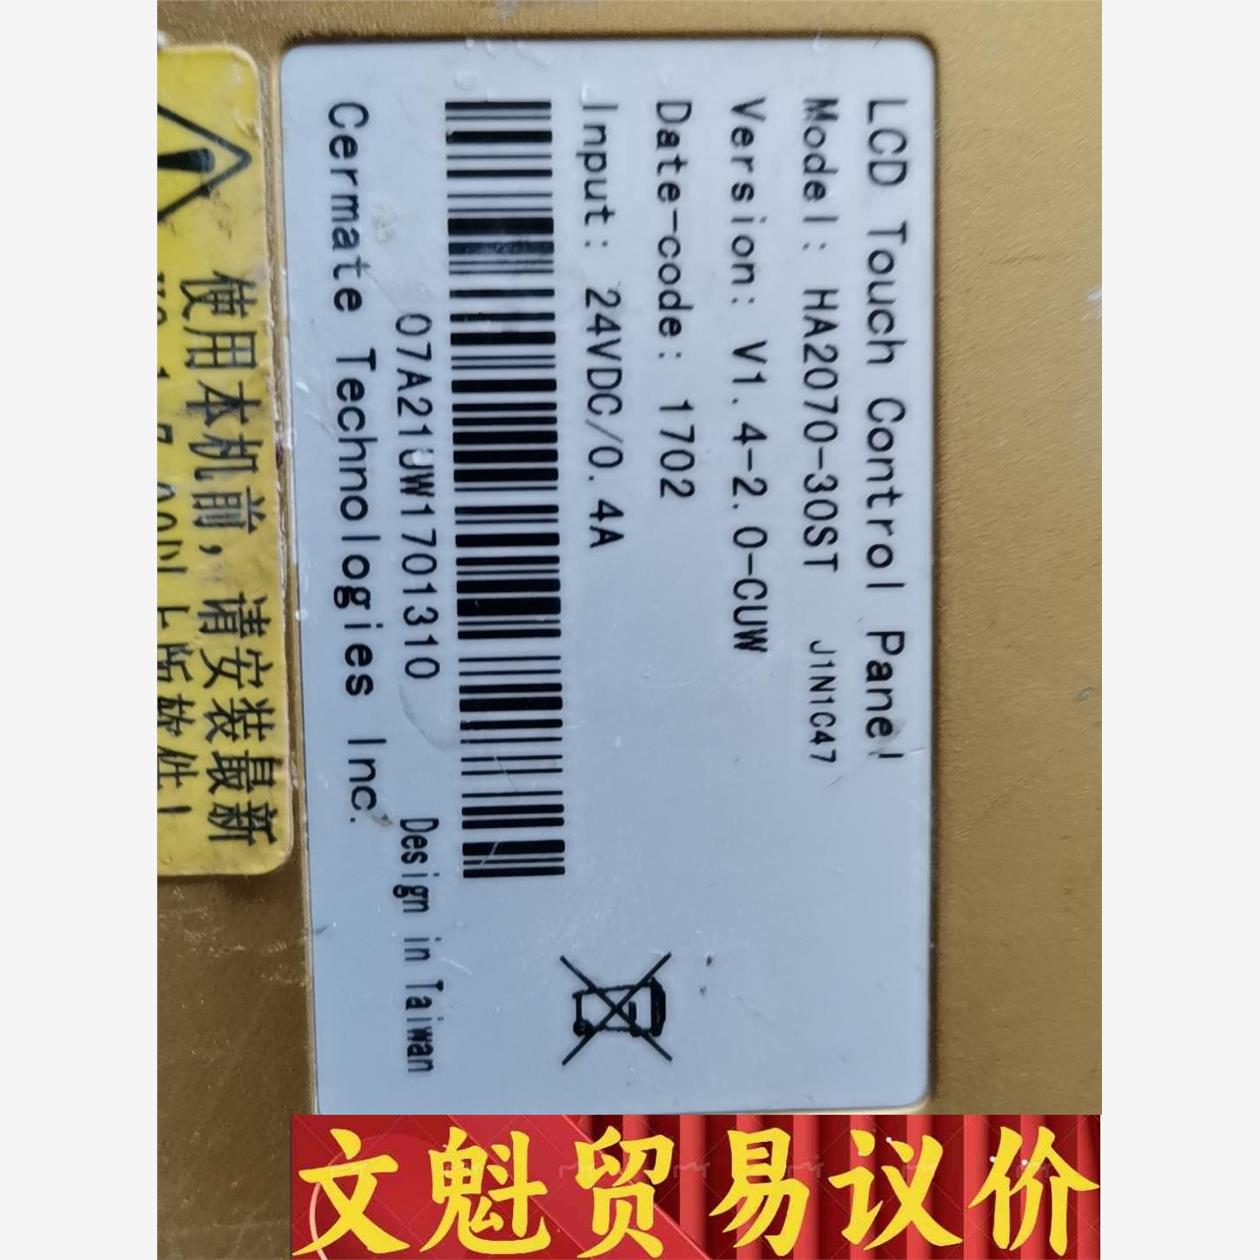 LCD Touch Control Panel
Model: HA2070-30ST J1N1C47
Version: V1.4-2.0-CUW
Date-code: 1702
Input: 24VDC/0.4A
07A21UW1701310 Design in Taiwan
Cermate Technologies Inc.
使用本机前，请安装最新
文魁贸易议价